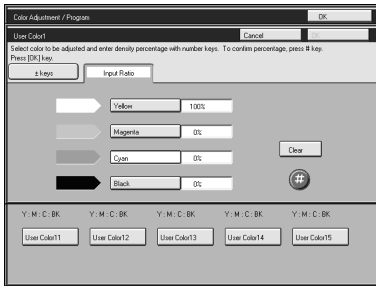 Color Adjustment / Program OK
User Color1 Cancel OK
Select color to be adjusted and enter density percentage with number keys. To confirm percentage, press # key.
Press [OK] key.
± keys Input Ratio
Yellow 100%
Magenta 0%
Cyan 0%
Clear
Black 0%
#
Y : M : C : BK Y : M : C : BK Y : M : C : BK Y : M : C : BK Y : M : C : BK
User Color11 User Color12 User Color13 User Color14 User Color15